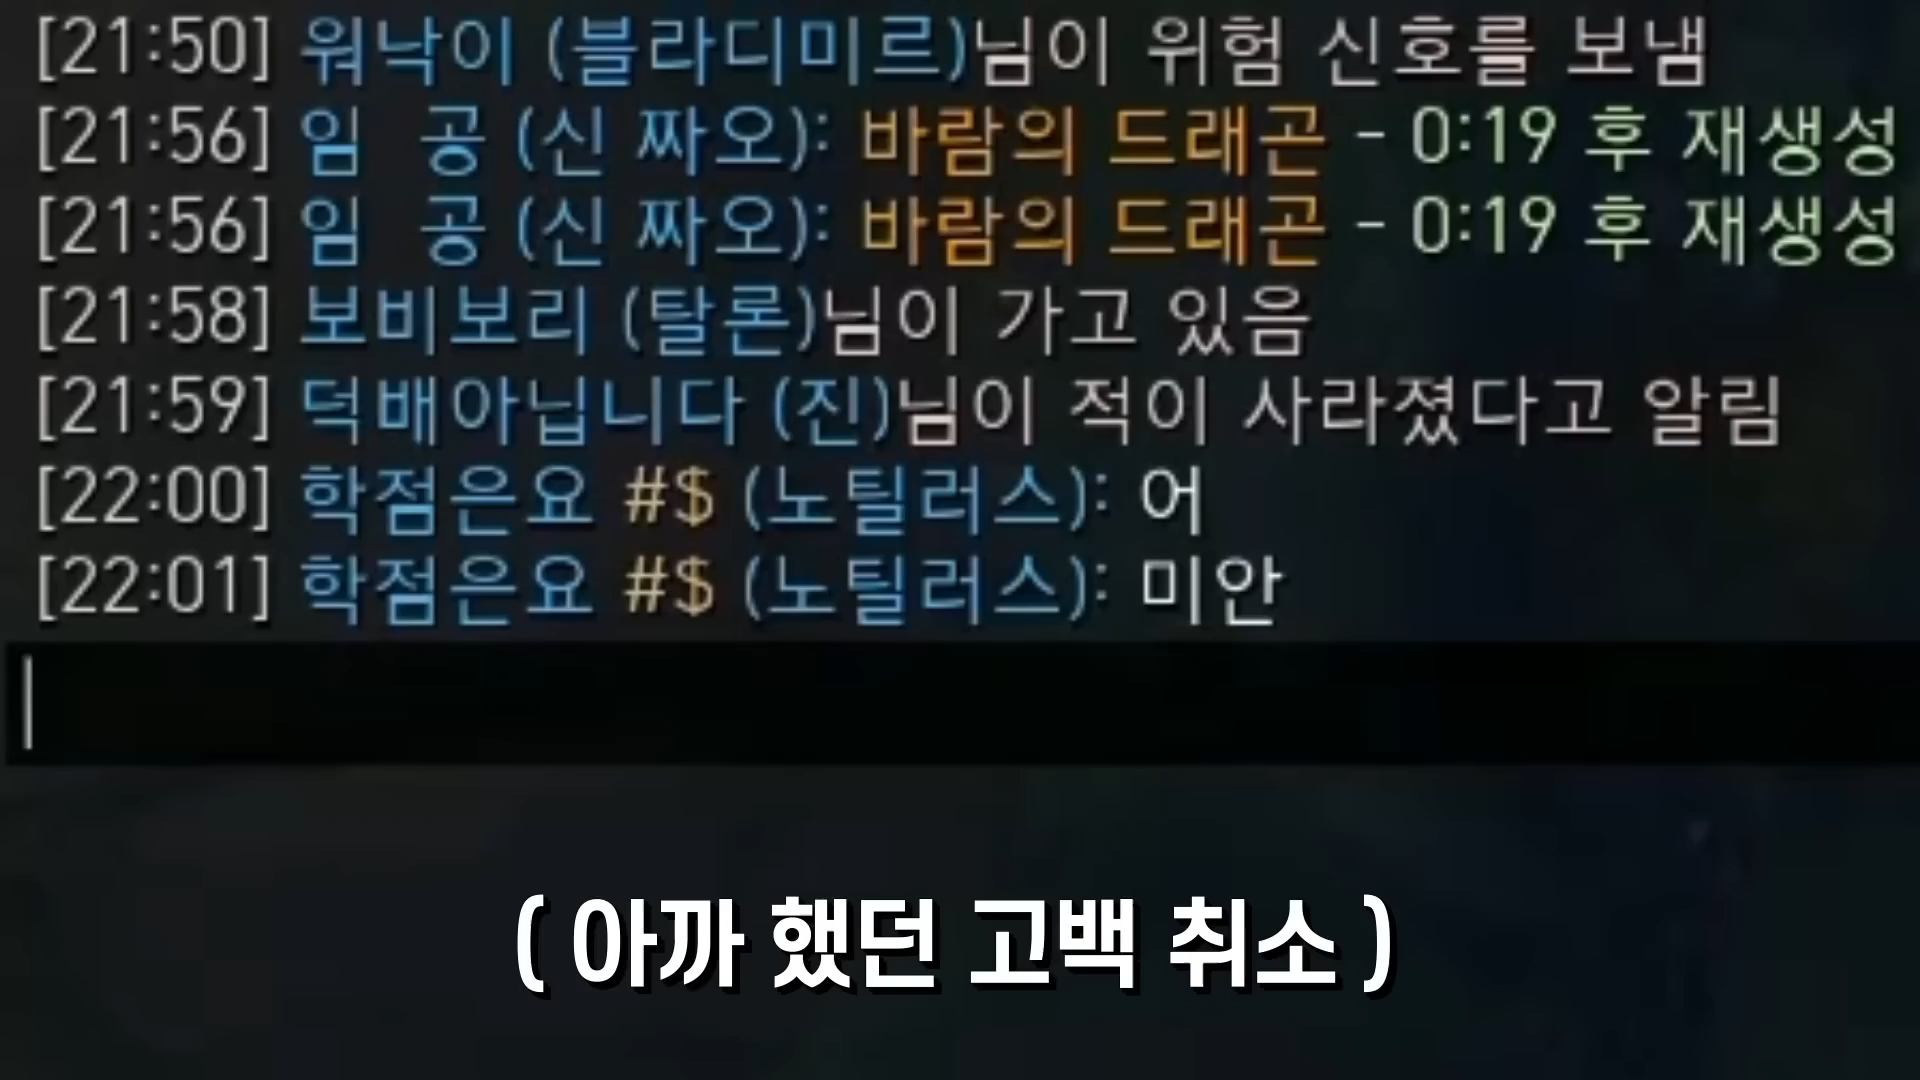 [21:50] 워낙이 (블라디미르)님이 위험 신호를 보냄
[21:56] 임 공 (신 짜오): 바람의 드래곤 - 0:19 후 재생성
[21:56] 임 공 (신 짜오): 바람의 드래곤 - 0:19 후 재생성
[21:58] 보비보리 (탈론)님이 가고 있음
[21:59] 덕배아닙니다 (진)님이 적이 사라졌다고 알림
[22:00] 학점은요 #$ (노틸러스): 어
[22:01] 학점은요 #$ (노틸러스): 미안
( 아까 했던 고백 취소 )